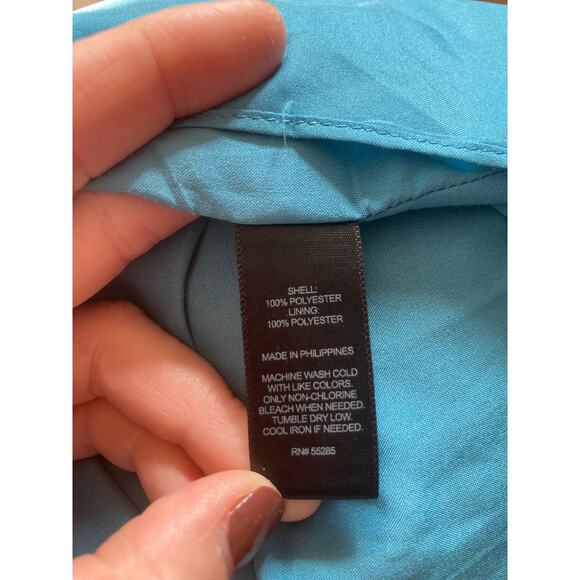 SHELL:
100% POLYESTER
LINING:
100% POLYESTER
MADE IN PHILIPPINES
MACHINE WASH COLD
WITH LIKE COLORS.
ONLY NON-CHLORINE
BLEACH WHEN NEEDED.
TUMBLE DRY LOW.
COOL IRON IF NEEDED.
RN# 55285